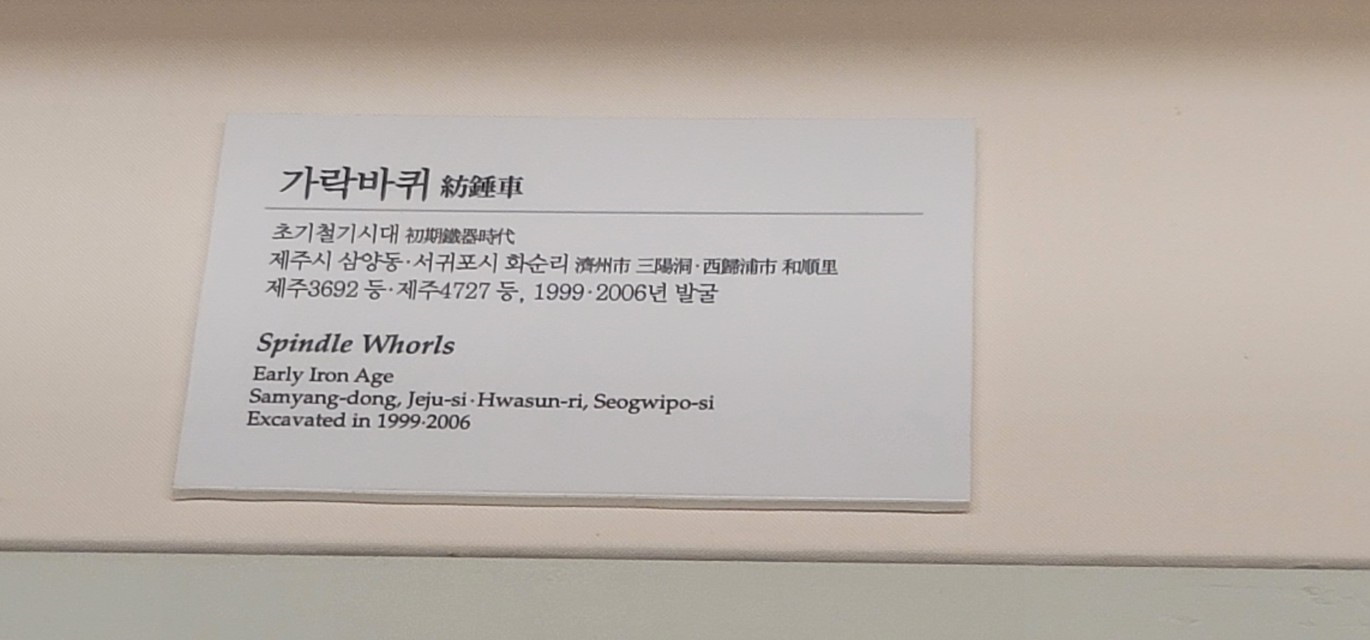 가락바퀴 紡錘車
초기철기시대 初期鐵器時代
제주시 삼양동·서귀포시 화순리 濟州市 三陽洞·西歸浦市 和順里
제주3692 등·제주4727 등, 1999·2006년 발굴
Spindle Whorls
Early Iron Age
Samyang-dong, Jeju-si·Hwasun-ri, Seogwipo-si
Excavated in 1999·2006